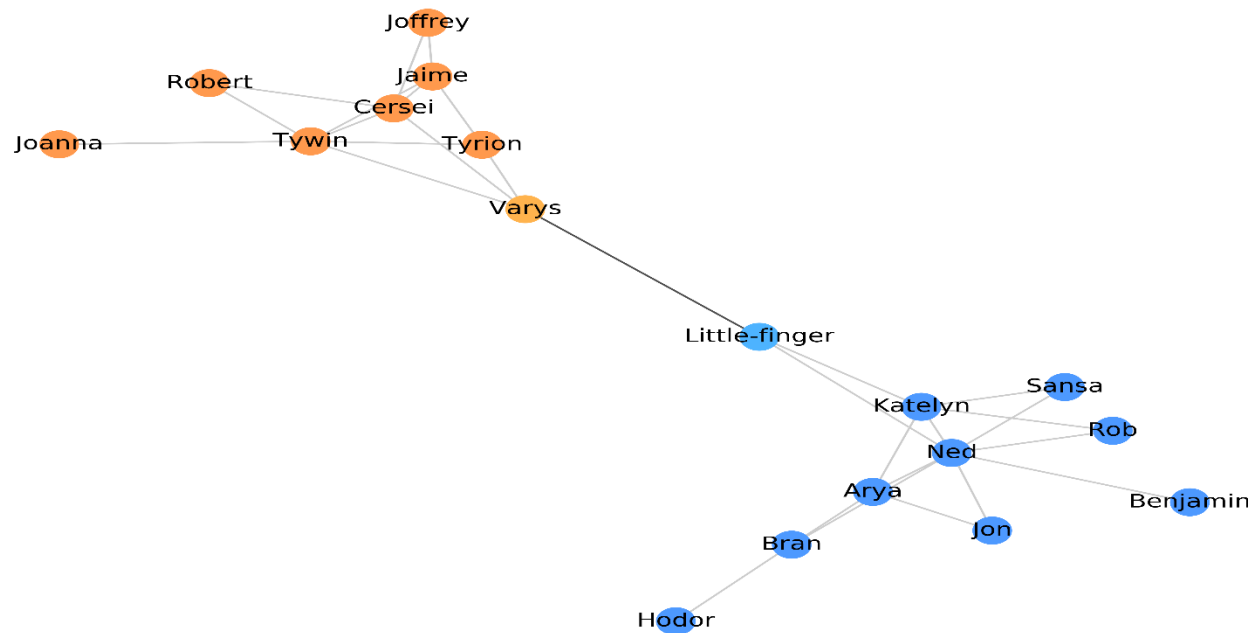 Joffrey
Jaime
Robert
Cersei
Tywin
Tyrion
Joanna
Varys
Little-finger
Sansa
Katelyn
Rob
Ned
Arya
Benjamin
Jon
Bran
Hodor